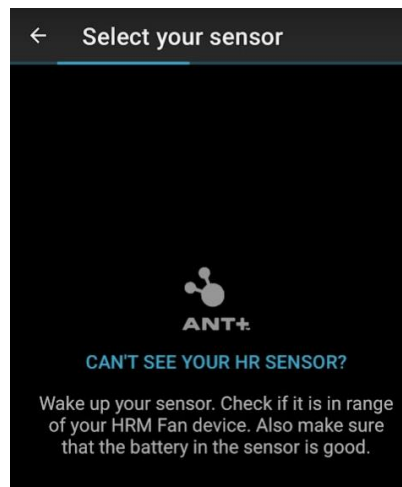 Select your sensor
ANT+
CAN'T SEE YOUR HR SENSOR?
Wake up your sensor. Check if it is in range
of your HRM Fan device. Also make sure
that the battery in the sensor is good.